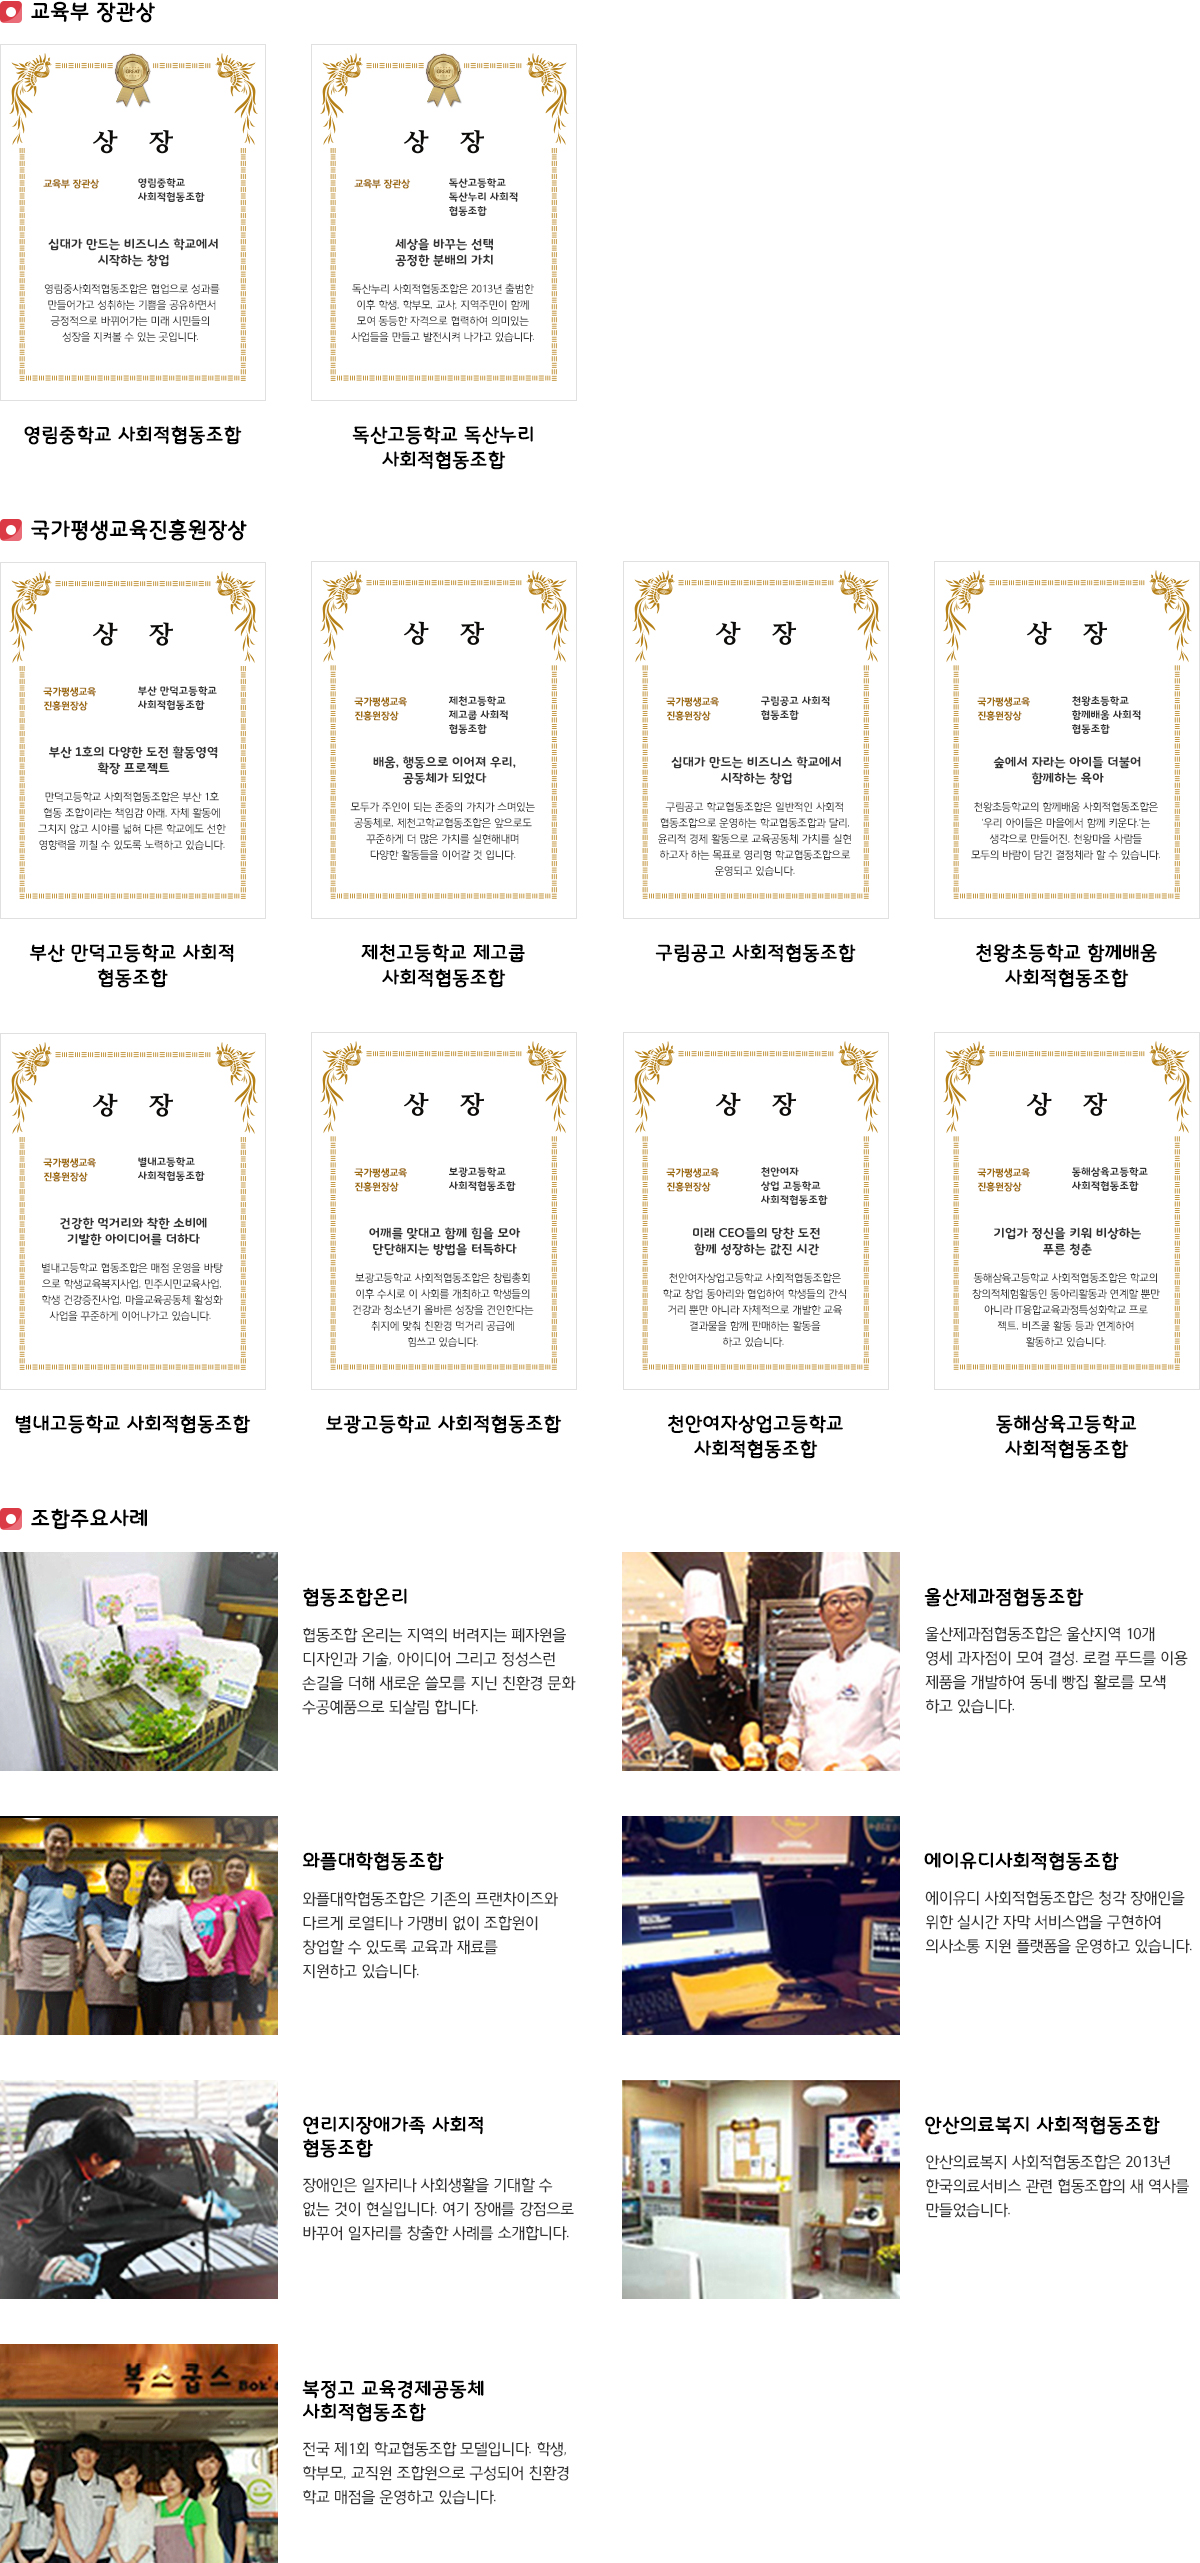 교육부 장관상
상 장
교육부 장관상
영림중학교
사회적협동조합
십대가 만드는 비즈니스 학교에서
시작하는 창업
영림중사회적협동조합은 협업으로 성과를
만들어가고 성취하는 기쁨을 공유하면서
긍정적으로 바뀌어가는 미래 시민들의
성장을 지켜볼 수 있는 곳입니다.
영림중학교 사회적협동조합
상 장
교육부 장관상
독산고등학교
독산누리 사회적
협동조합
세상을 바꾸는 선택
공정한 분배의 가치
독산누리 사회적협동조합은 2013년 출범한
이후 학생, 학부모, 교사, 지역주민이 함께
모여 동등한 자격으로 협력하여 의미있는
사업들을 만들고 발전시켜 나가고 있습니다.
독산고등학교 독산누리
사회적협동조합
국가평생교육진흥원장상
상 장
국가평생교육
진흥원장상
부산 만덕고등학교
사회적협동조합
부산 1호의 다양한 도전 활동영역
확장 프로젝트
만덕고등학교 사회적협동조합은 부산 1호
협동 조합이라는 책임감 아래, 자체 활동에
그치지 않고 시야를 넓혀 다른 학교에도 선한
영향력을 끼칠 수 있도록 노력하고 있습니다.
부산 만덕고등학교 사회적
협동조합
상 장
국가평생교육
진흥원장상
제천고등학교
제고쿱 사회적
협동조합
배움, 행동으로 이어져 우리,
공동체가 되었다
모두가 주인이 되는 존중의 가치가 스며있는
공동체로, 제천고학교협동조합은 앞으로도
꾸준하게 더 많은 가치를 실현해내며
다양한 활동들을 이어갈 것 입니다.
제천고등학교 제고쿱
사회적협동조합
상 장
국가평생교육
진흥원장상
구림공고 사회적
협동조합
십대가 만드는 비즈니스 학교에서
시작하는 창업
구림공고 학교협동조합은 일반적인 사회적
협동조합으로 운영하는 학교협동조합과 달리,
윤리적 경제 활동으로 교육공동체 가치를 실현
하고자 하는 목표로 영리형 학교협동조합으로
운영되고 있습니다.
구림공고 사회적협동조합
상 장
국가평생교육
진흥원장상
천왕초등학교
함께배움 사회적
협동조합
숲에서 자라는 아이들 더불어
함께하는 육아
천왕초등학교의 함께배움 사회적협동조합은
'우리 아이들은 마을에서 함께 키운다.'는
생각으로 만들어진, 천왕마을 사람들
모두의 바람이 담긴 결정체라 할 수 있습니다.
천왕초등학교 함께배움
사회적협동조합
상 장
국가평생교육
진흥원장상
별내고등학교
사회적협동조합
건강한 먹거리와 착한 소비에
기발한 아이디어를 더하다
별내고등학교 협동조합은 매점 운영을 바탕
으로 학생교육복지사업, 민주시민교육사업,
학생 건강증진사업, 마을교육공동체 활성화
사업을 꾸준하게 이어나가고 있습니다.
별내고등학교 사회적협동조합
상 장
국가평생교육
진흥원장상
보광고등학교
사회적협동조합
어깨를 맞대고 함께 힘을 모아
단단해지는 방법을 터득하다
보광고등학교 사회적협동조합은 창립총회
이후 수시로 이 사회를 개최하고 학생들의
건강과 청소년기 올바른 성장을 견인한다는
취지에 맞춰 친환경 먹거리 공급에
힘쓰고 있습니다.
보광고등학교 사회적협동조합
상 장
국가평생교육
진흥원장상
천안여자
상업 고등학교
사회적협동조합
미래 CEO들의 당찬 도전
함께 성장하는 값진 시간
천안여자상업고등학교 사회적협동조합은
학교 창업 동아리와 협업하여 학생들의 간식
거리 뿐만 아니라 자체적으로 개발한 교육
결과물을 함께 판매하는 활동을
하고 있습니다.
천안여자상업고등학교
사회적협동조합
상 장
국가평생교육
진흥원장상
동해삼육고등학교
사회적협동조합
기업가 정신을 키워 비상하는
푸른 청춘
동해삼육고등학교 사회적협동조합은 학교의
창의적체험활동인 동아리활동과 연계할 뿐만
아니라 IT융합교육과정특성화학교 프로
젝트, 비즈쿨 활동 등과 연계하여
활동하고 있습니다.
동해삼육고등학교
사회적협동조합
조합주요사례
협동조합온리
협동조합 온리는 지역의 버려지는 폐자원을
디자인과 기술, 아이디어 그리고 정성스런
손길을 더해 새로운 쓸모를 지닌 친환경 문화
수공예품으로 되살림 합니다.
울산제과점협동조합
울산제과점협동조합은 울산지역 10개
영세 과자점이 모여 결성, 로컬 푸드를 이용
제품을 개발하여 동네 빵집 활로를 모색
하고 있습니다.
와플대학협동조합
와플대학협동조합은 기존의 프랜차이즈와
다르게 로열티나 가맹비 없이 조합원이
창업할 수 있도록 교육과 재료를
지원하고 있습니다.
에이유디사회적협동조합
에이유디 사회적협동조합은 청각 장애인을
위한 실시간 자막 서비스앱을 구현하여
의사소통 지원 플랫폼을 운영하고 있습니다.
연리지장애가족 사회적
협동조합
장애인은 일자리나 사회생활을 기대할 수
없는 것이 현실입니다. 여기 장애를 강점으로
바꾸어 일자리를 창출한 사례를 소개합니다.
안산의료복지 사회적협동조합
안산의료복지 사회적협동조합은 2013년
한국의료서비스 관련 협동조합의 새 역사를
만들었습니다.
복스쿱스 Bok'
복정고 교육경제공동체
사회적협동조합
전국 제1회 학교협동조합 모델입니다. 학생,
학부모, 교직원 조합원으로 구성되어 친환경
학교 매점을 운영하고 있습니다.